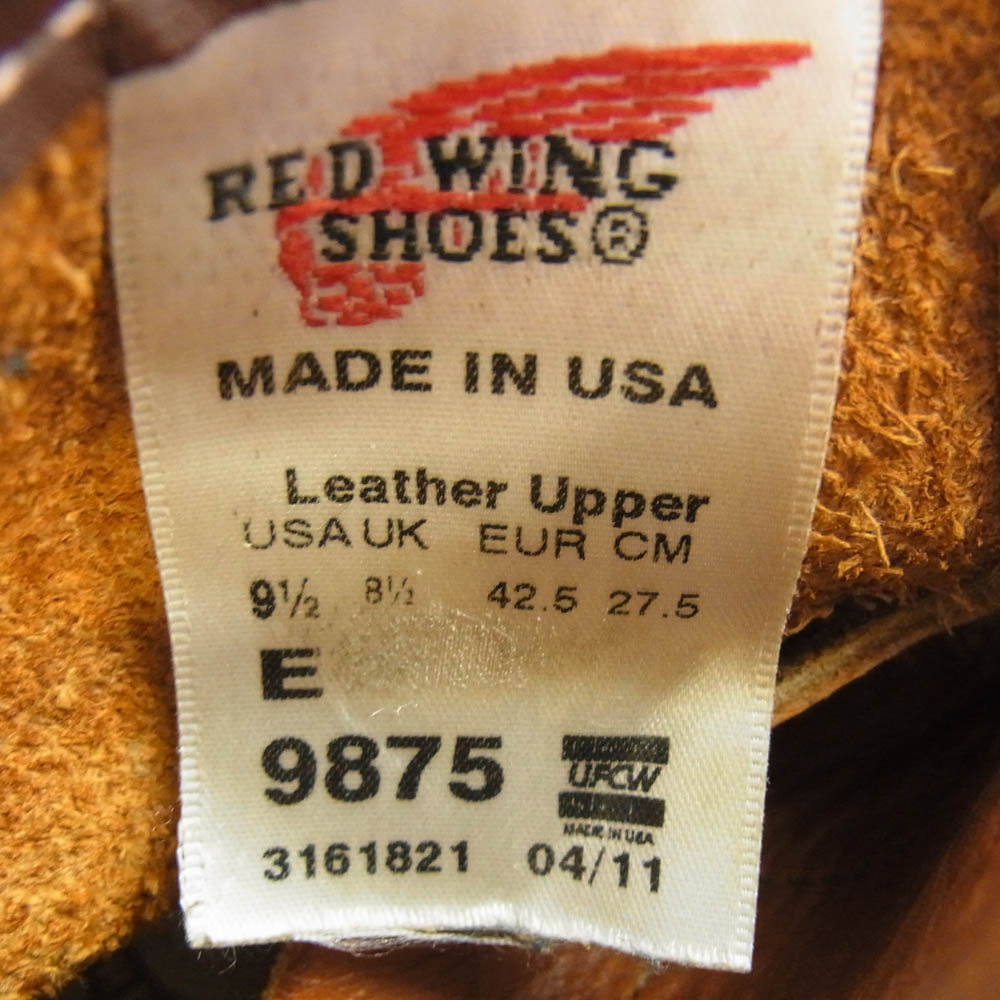 RED WING
SHOES®
MADE IN USA
Leather Upper
USA UK EUR CM
9½ 8½ 42.5 27.5
E
9875
UFCW
MADE IN USA
3161821 04/11